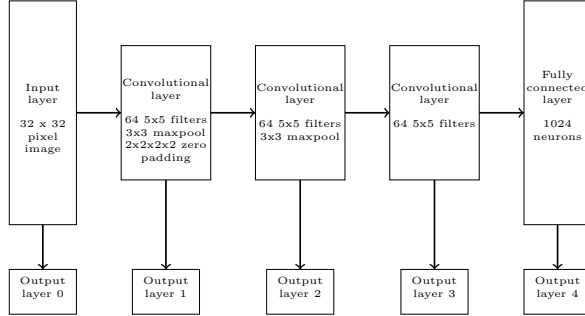 Input
layer
32 x 32
pixel
image
Convolutional
layer
64 5x5 filters
3x3 maxpool
2x2x2x2 zero
padding
Convolutional
layer
64 5x5 filters
3x3 maxpool
Convolutional
layer
64 5x5 filters
Fully
connected
layer
1024
neurons
Output
layer 0
Output
layer 1
Output
layer 2
Output
layer 3
Output
layer 4